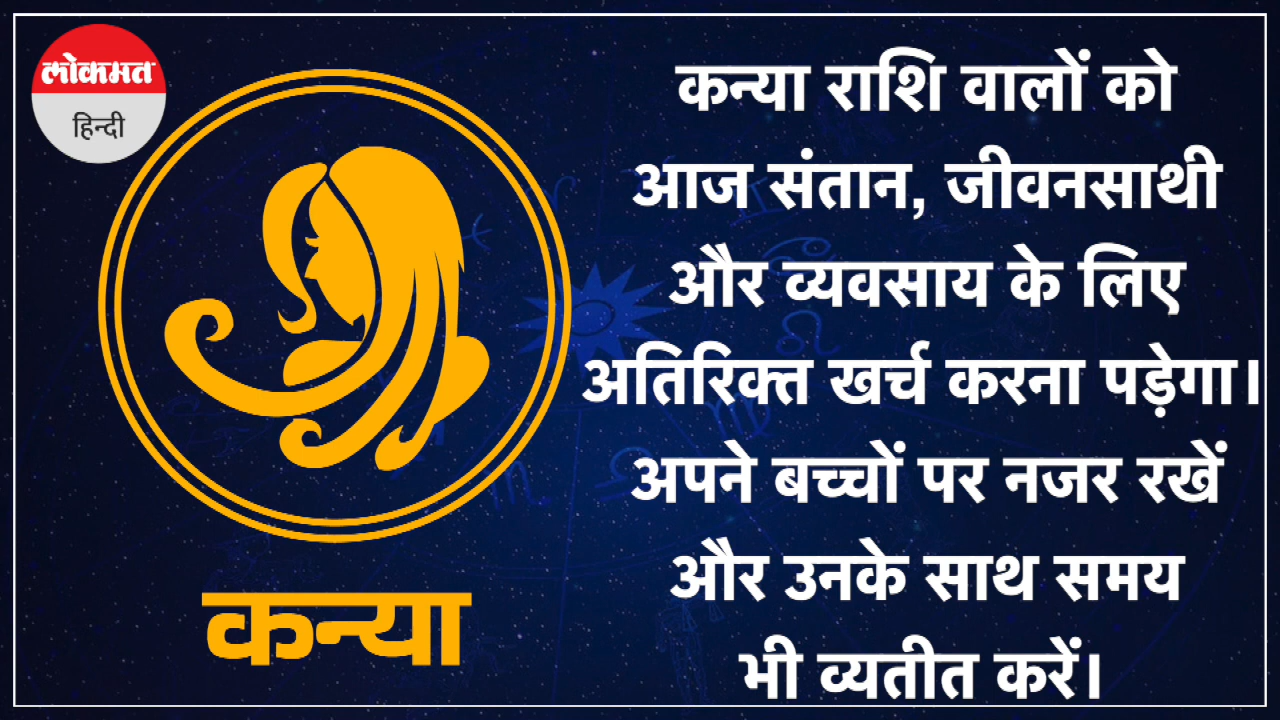 लोकमत
हिन्दी
कन्या
कन्या राशि वालों को
आज संतान, जीवनसाथी
और व्यवसाय के लिए
अतिरिक्त खर्च करना पड़ेगा।
अपने बच्चों पर नजर रखें
और उनके साथ समय
भी व्यतीत करें।